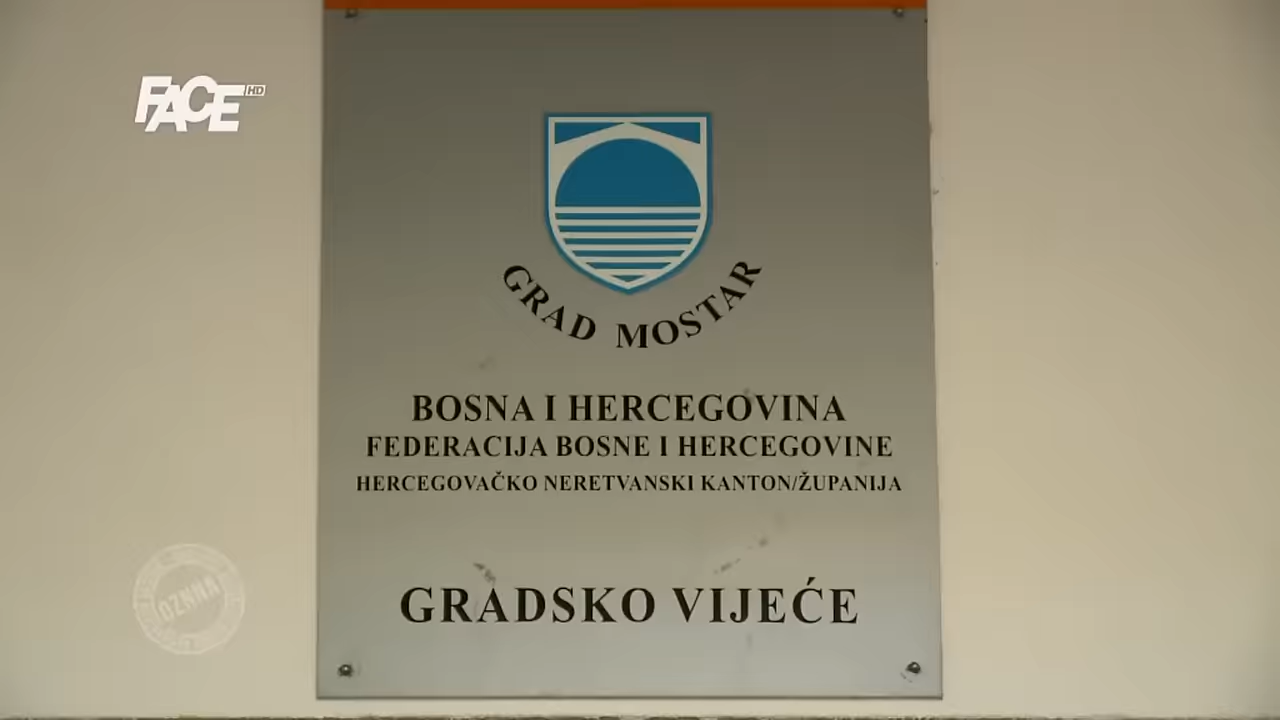 FACE HD
GRAD MOSTAR
BOSNA I HERCEGOVINA
FEDERACIJA BOSNE I HERCEGOVINE
HERCEGOVAČKO NERETVANSKI KANTON/ŽUPANIJA
OZNNA
GRADSKO VIJEĆE